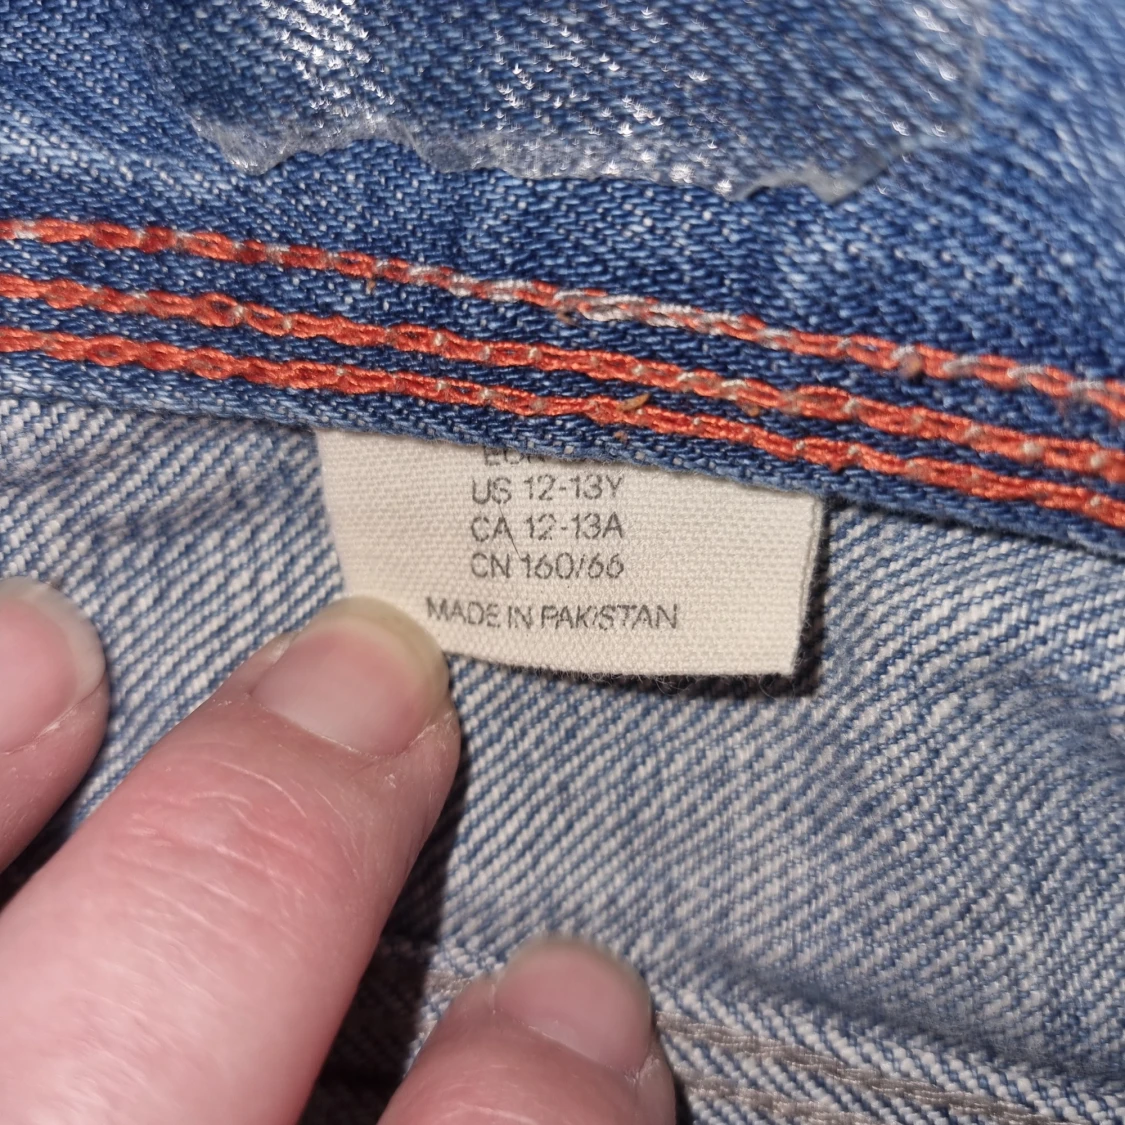 US 12-13Y
CA 12-13A
CN 160/66
MADE IN PAKISTAN